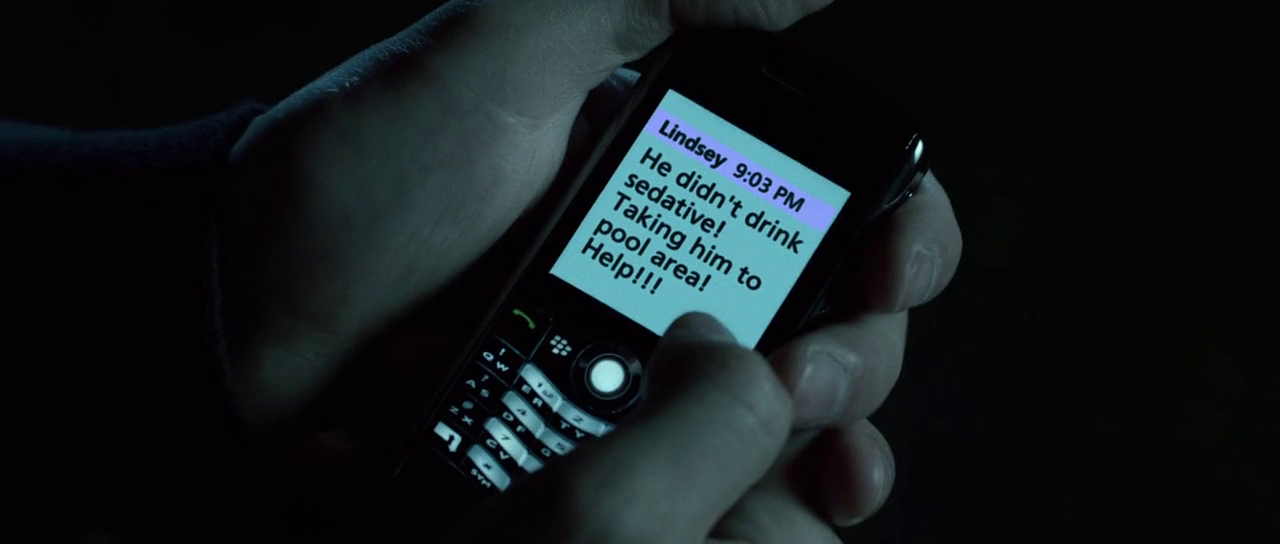 Lindsey 9:03 PM
He didn't drink
sedative!
Taking him to
pool area!
Help!!!